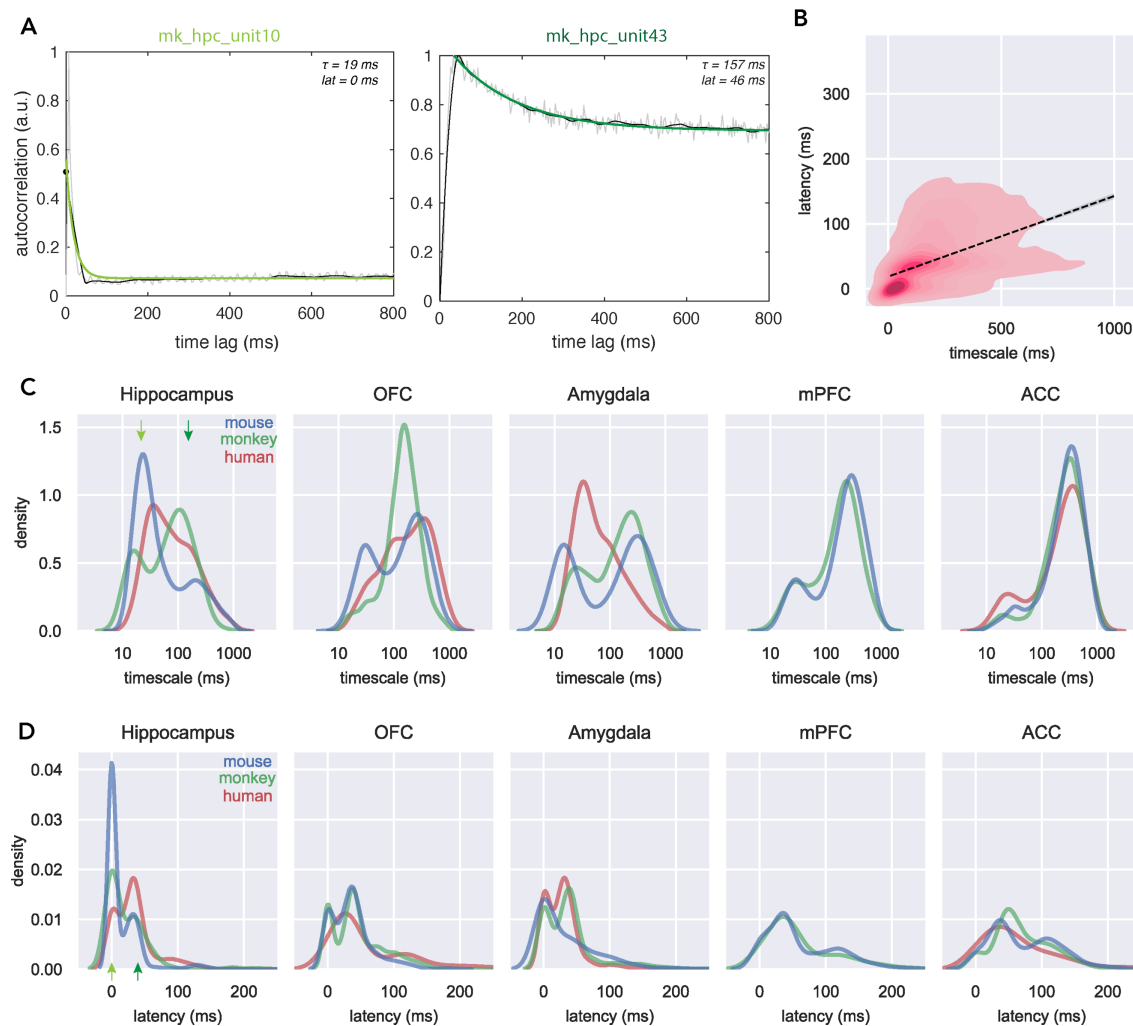 A
mk_hpc_unit10
mk_hpc_unit43
B
τ = 19 ms
lat = 0 ms
τ = 157 ms
lat = 46 ms
autocorrelation (a.u.)
1
0.8
0.6
0.4
0.2
0
0 200 400 600 800
time lag (ms)
1
0.8
0.6
0.4
0.2
0
0 200 400 600 800
time lag (ms)
latency (ms)
300
200
100
0
0 500 1000
timescale (ms)
C
Hippocampus OFC Amygdala mPFC ACC
mouse
monkey
human
density
1.5
1.0
0.5
0.0
10 100 1000 10 100 1000 10 100 1000 10 100 1000 10 100 1000
timescale (ms) timescale (ms) timescale (ms) timescale (ms) timescale (ms)
D
Hippocampus OFC Amygdala mPFC ACC
mouse
monkey
human
density
0.04
0.03
0.02
0.01
0.00
0 100 200 0 100 200 0 100 200 0 100 200 0 100 200
latency (ms) latency (ms) latency (ms) latency (ms) latency (ms)